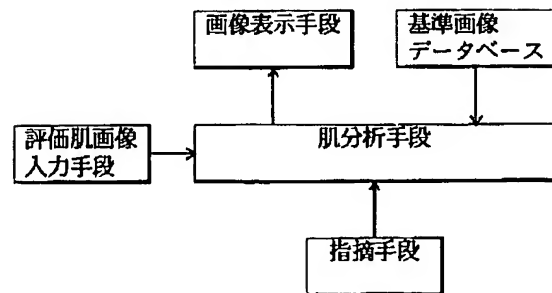 画像表示手段
基準画像
データベース
評価肌画像
入力手段
肌分析手段
指摘手段